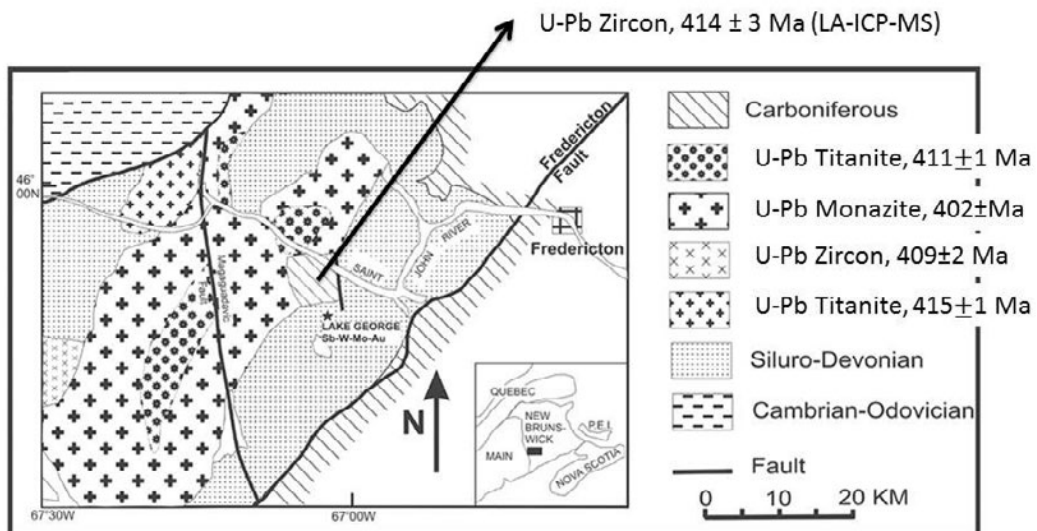 U-Pb Zircon, 414 ± 3 Ma (LA-ICP-MS)
Carboniferous
U-Pb Titanite, 411±1 Ma
U-Pb Monazite, 402±Ma
U-Pb Zircon, 409±2 Ma
U-Pb Titanite, 415±1 Ma
Siluro-Devonian
Cambrian-Odovician
Fault
0 10 20 KM
46°
00N
Fredericton
Fault
Fredericton
SAINT
JOHN
RIVER
Magagadavic
Fault
LAKE GEORGE
Sb-W-Mo-Au
N
QUEBEC
NEW
BRUNS
WICK
P.E.I.
MAIN
NOVA SCOTIA
67°30W
67°00W